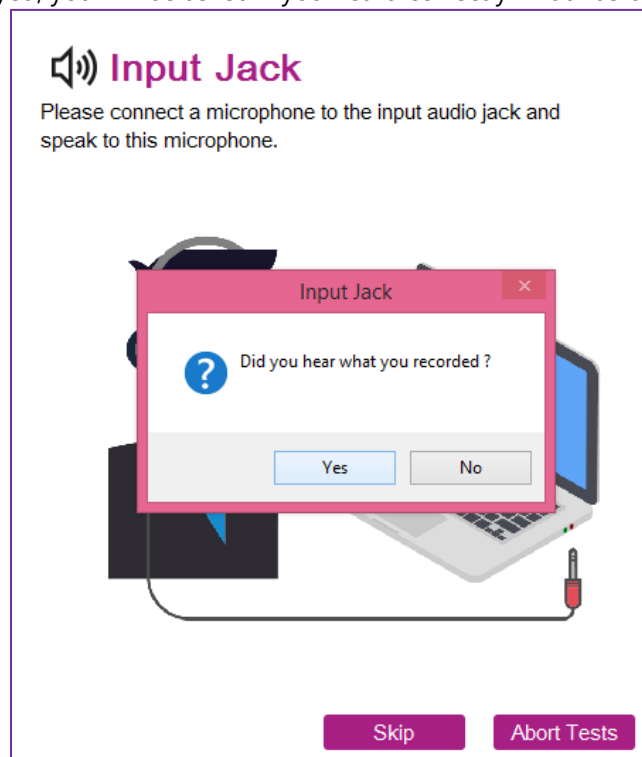 Input Jack
Please connect a microphone to the input audio jack and
speak to this microphone.
Input Jack
×
?
Did you hear what you recorded ?
Yes No
Skip Abort Tests